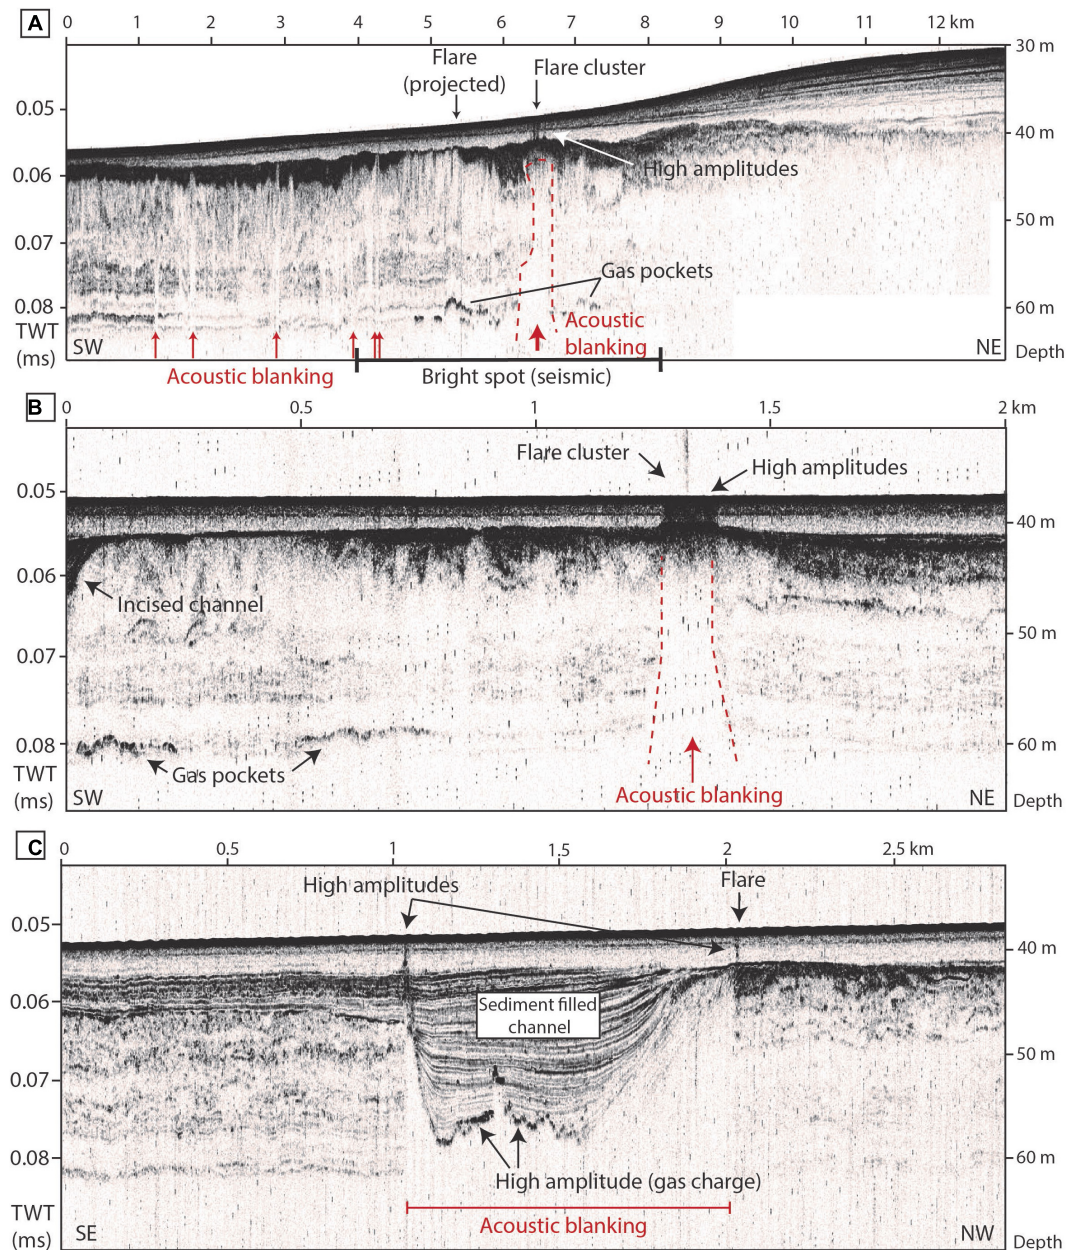 A
0 1 2 3 4 5 6 7 8 9 10 11 12 km
30 m
Flare
(projected)
Flare cluster
0.05
40 m
High amplitudes
0.06
50 m
0.07
Gas pockets
0.08
60 m
TWT
(ms)
SW
Acoustic
blanking
NE
Depth
Acoustic blanking
Bright spot (seismic)
B
0 0.5 1 1.5 2 km
Flare cluster
High amplitudes
0.05
40 m
0.06
Incised channel
50 m
0.07
0.08
60 m
TWT
(ms)
Gas pockets
SW
Acoustic blanking
NE
Depth
C
0 0.5 1 1.5 2 2.5 km
High amplitudes
Flare
0.05
40 m
0.06
Sediment filled
channel
50 m
0.07
0.08
60 m
High amplitude (gas charge)
TWT
(ms)
SE
Acoustic blanking
NW
Depth